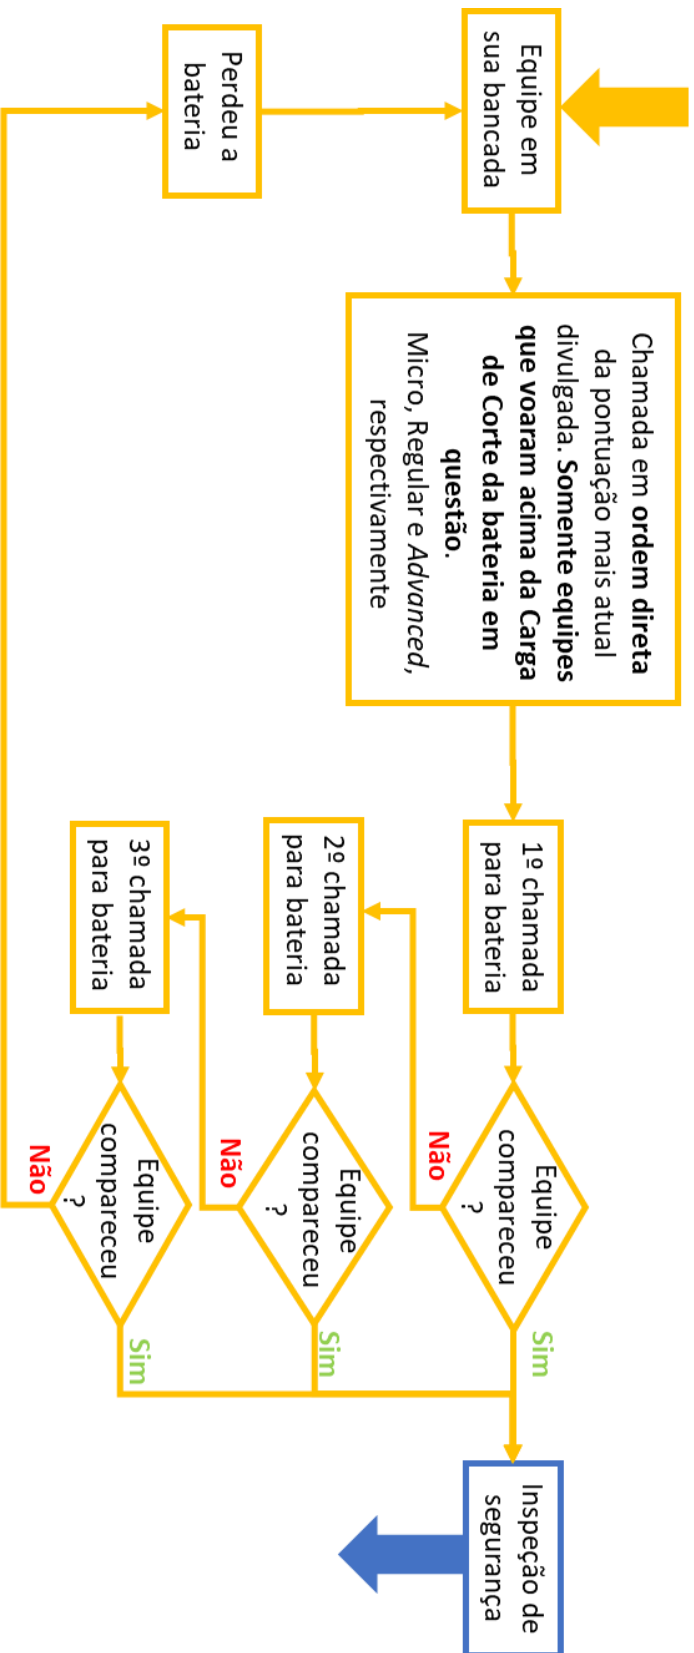 Equipe em
sua bancada
Chamada em ordem direta
da pontuação mais atual
divulgada. Somente equipes
que voaram acima da Carga
de Corte da bateria em
questão.
Micro, Regular e Advanced,
respectivamente
1º chamada
para bateria
Equipe
compareceu
?
Sim
Inspeção de
segurança
Não
Perdeu a
bateria
2º chamada
para bateria
Equipe
compareceu
?
Sim
Não
3º chamada
para bateria
Equipe
compareceu
?
Sim
Não